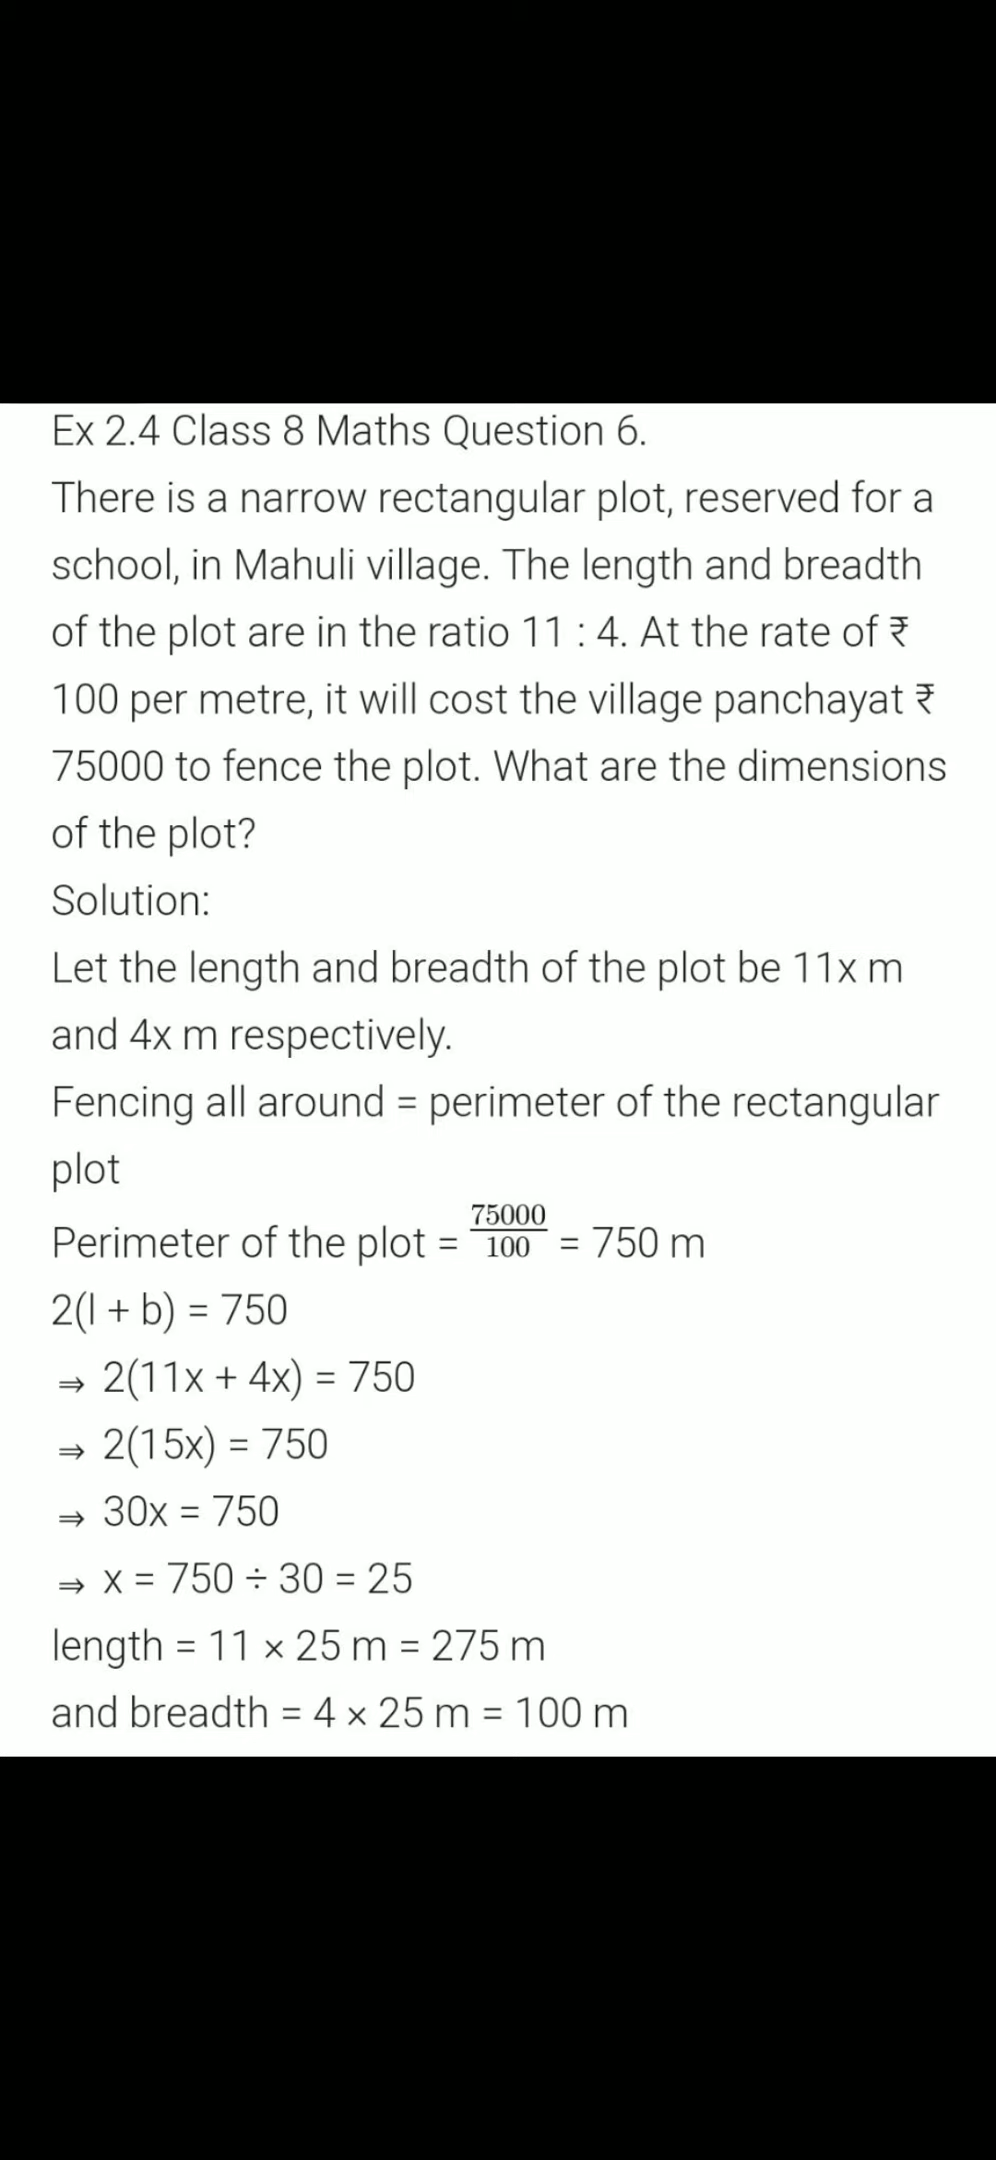 Ex 2.4 Class 8 Maths Question 6.
There is a narrow rectangular plot, reserved for a
school, in Mahuli village. The length and breadth
of the plot are in the ratio 11 : 4. At the rate of ₹
100 per metre, it will cost the village panchayat ₹
75000 to fence the plot. What are the dimensions
of the plot?
Solution:
Let the length and breadth of the plot be 11x m
and 4x m respectively.
Fencing all around = perimeter of the rectangular
plot
Perimeter of the plot = 75000/100 = 750 m
2(l + b) = 750
⇒ 2(11x + 4x) = 750
⇒ 2(15x) = 750
⇒ 30x = 750
⇒ x = 750 ÷ 30 = 25
length = 11 × 25 m = 275 m
and breadth = 4 × 25 m = 100 m